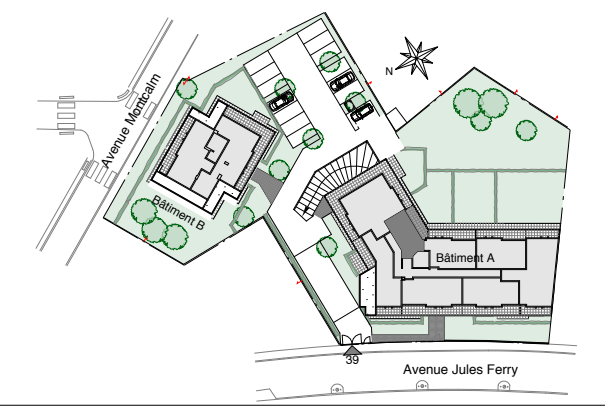 N
Avenue Montcalm
Bâtiment B
Bâtiment A
39
Avenue Jules Ferry